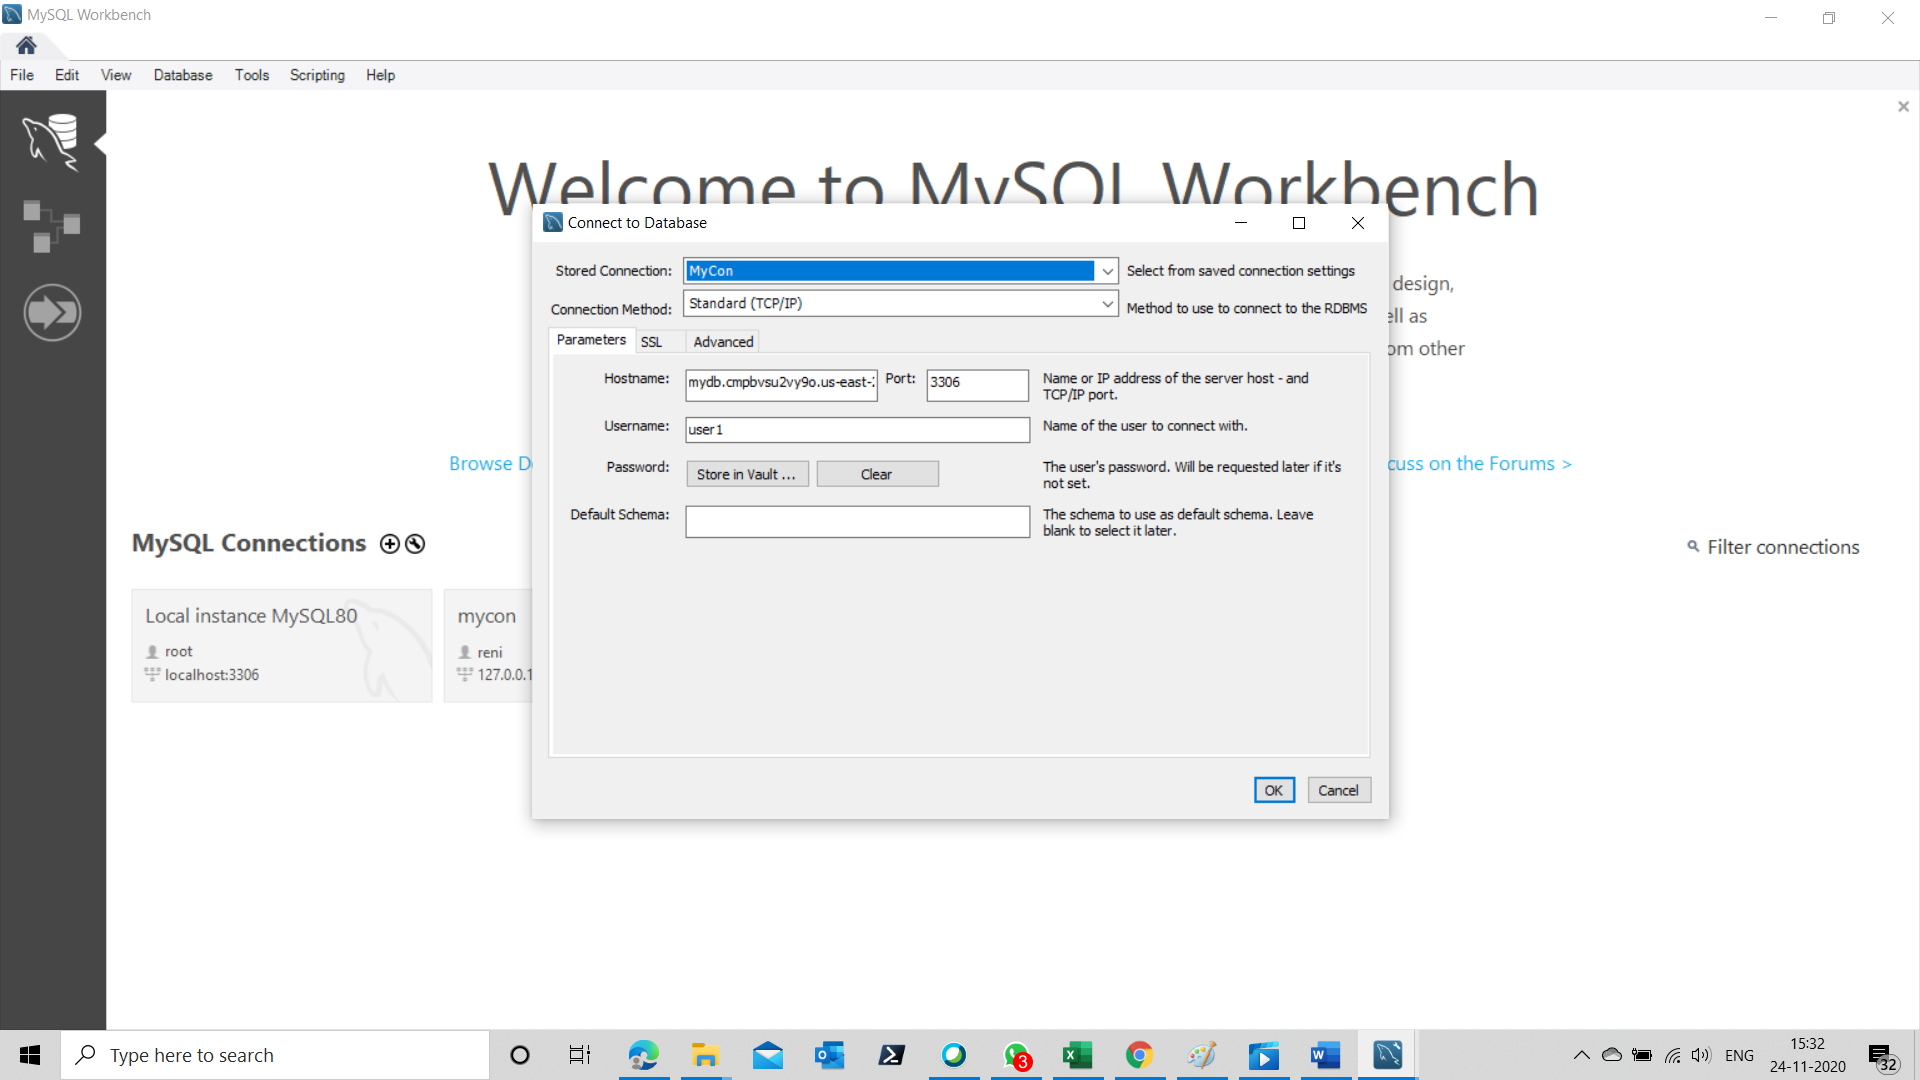 MySQL Workbench
File Edit View Database Tools Scripting Help
Welcome to MySQL Workbench
Connect to Database
Stored Connection: MyCon Select from saved connection settings
design,
Connection Method: Standard (TCP/IP) Method to use to connect to the RDBMS
ell as
Parameters SSL Advanced
om other
Hostname: mydb.cmpbvsu2vy9o.us-east- Port: 3306 Name or IP address of the server host - and
TCP/IP port.
Username: user1 Name of the user to connect with.
Browse D
cuss on the Forums >
Password: Store in Vault ... Clear The user's password. Will be requested later if it's
not set.
Default Schema: The schema to use as default schema. Leave
blank to select it later.
MySQL Connections
Filter connections
Local instance MySQL80
root
localhost:3306
mycon
reni
127.0.0.1
OK Cancel
Type here to search
3
ENG
15:32
24-11-2020
32